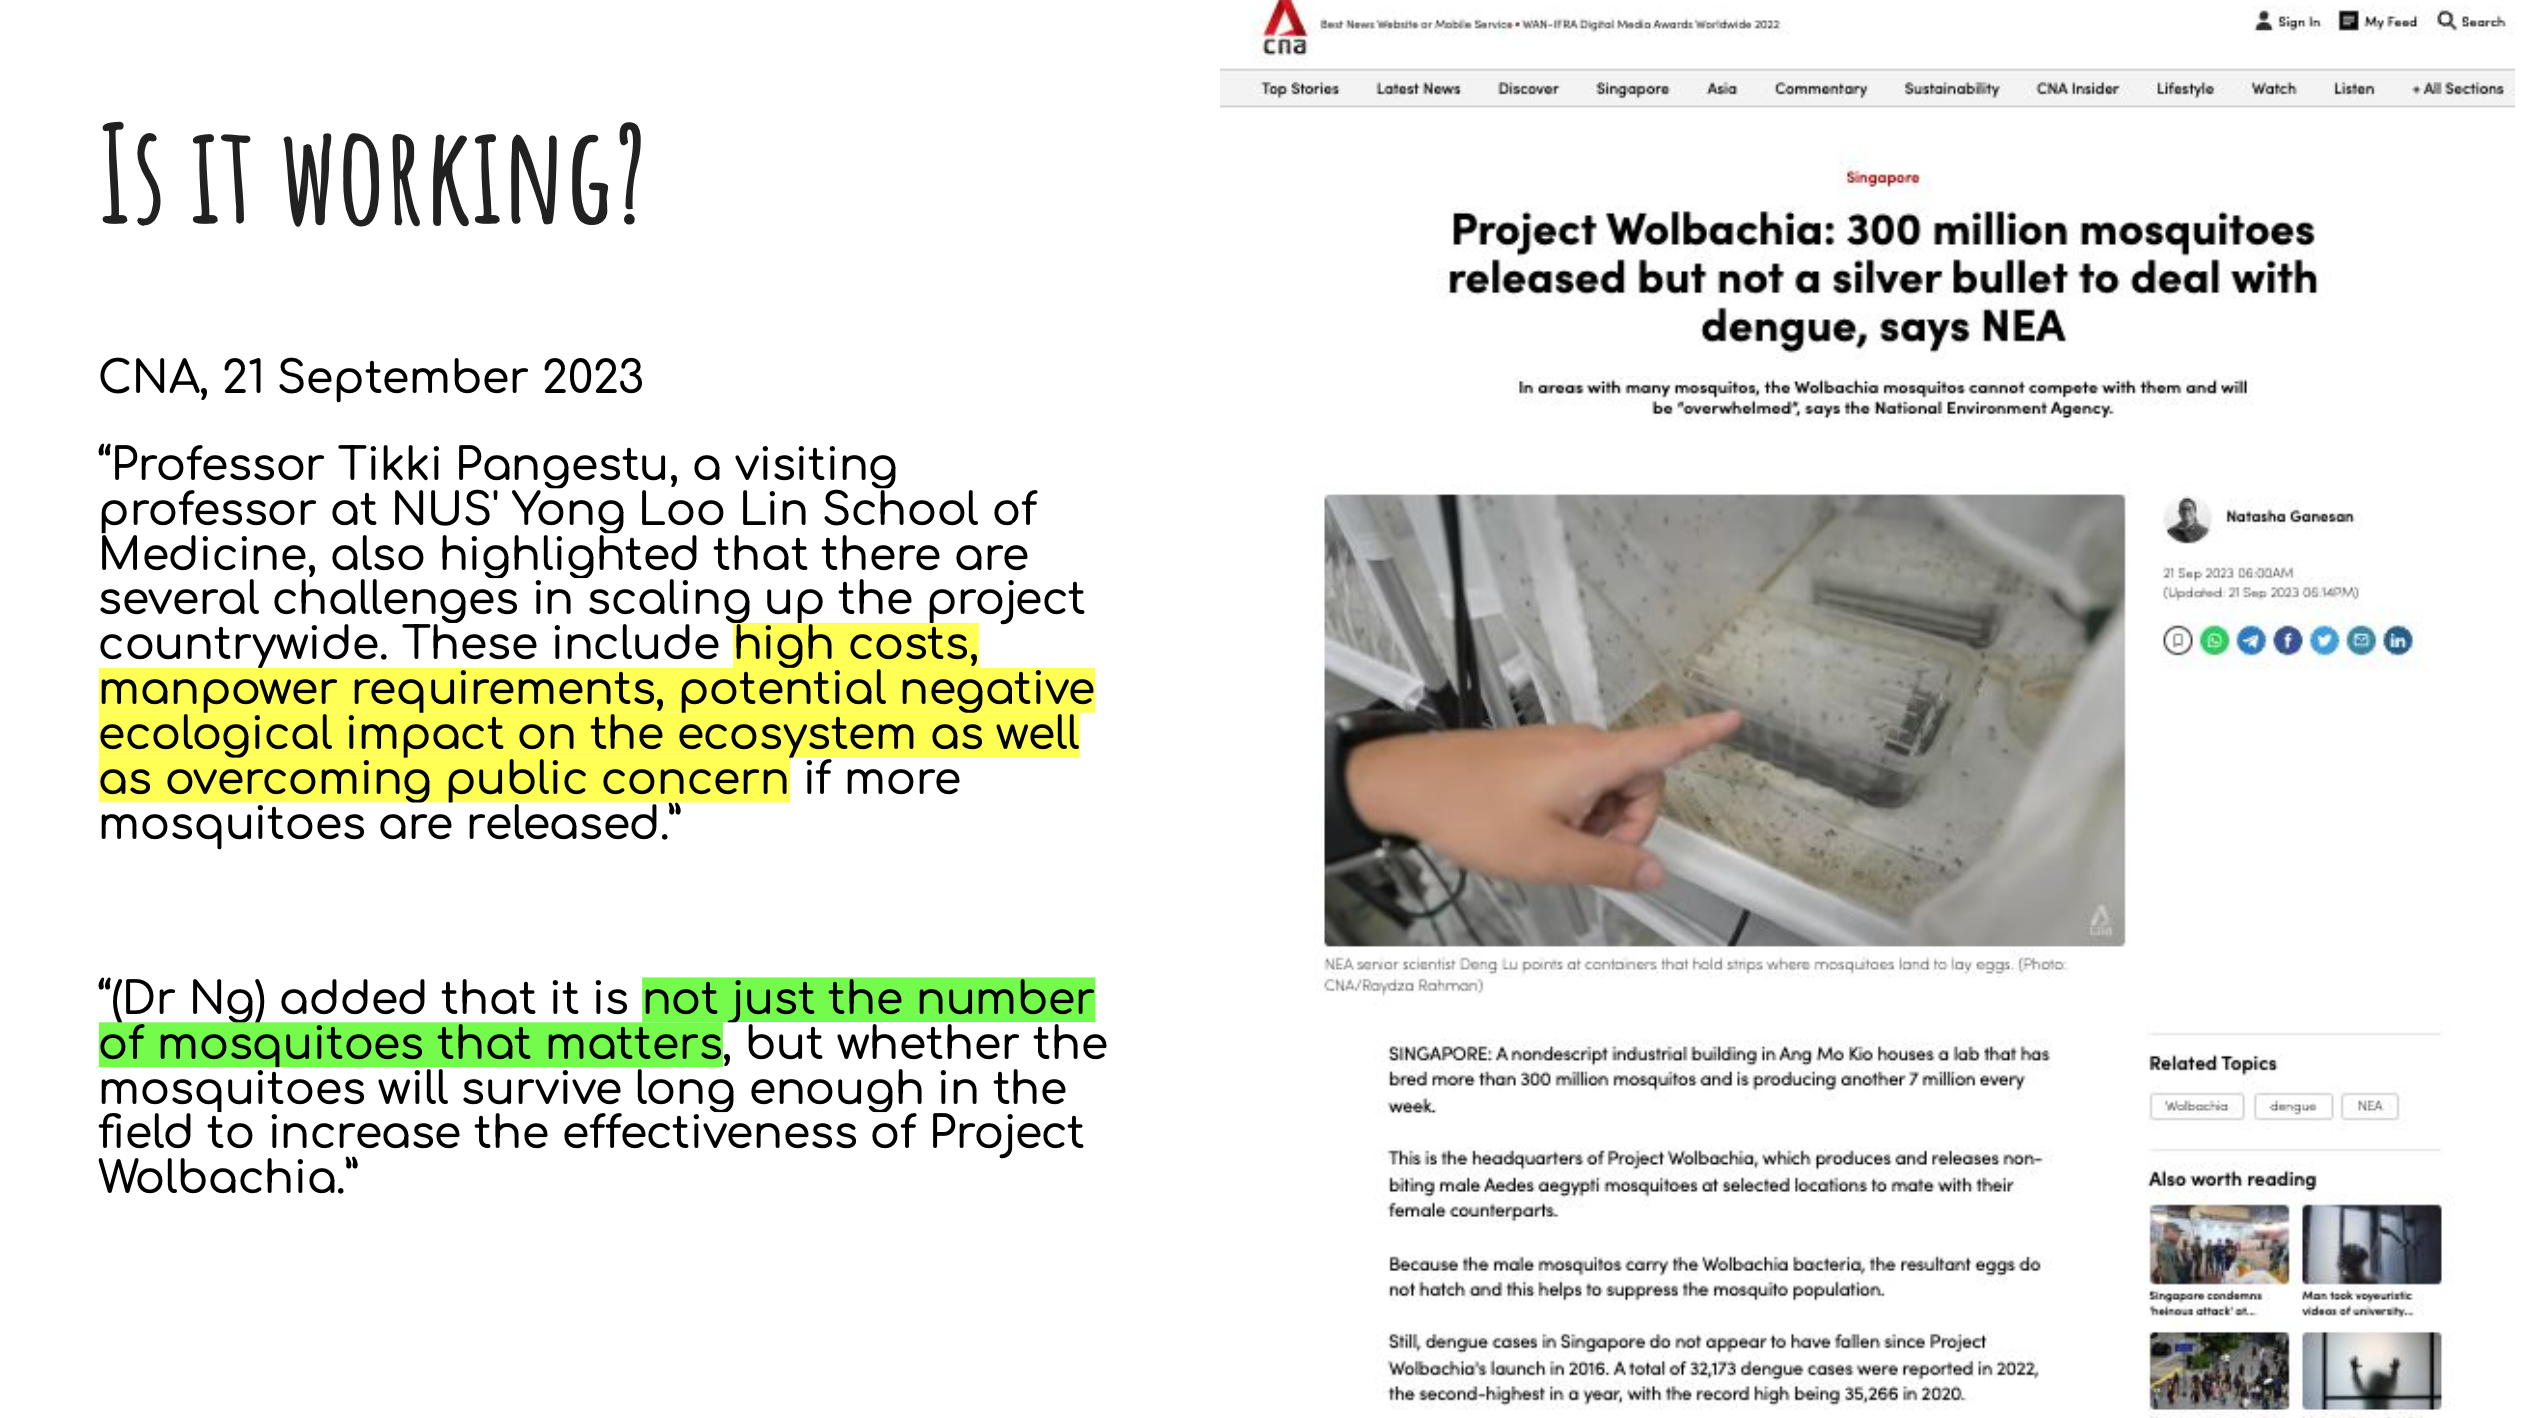 Is it working?
CNA, 21 September 2023
“Professor Tikki Pangestu, a visiting
professor at NUS' Yong Loo Lin School of
Medicine, also highlighted that there are
several challenges in scaling up the project
countrywide. These include high costs,
manpower requirements, potential negative
ecological impact on the ecosystem as well
as overcoming public concern if more
mosquitoes are released.”
“(Dr Ng) added that it is not just the number
of mosquitoes that matters, but whether the
mosquitoes will survive long enough in the
field to increase the effectiveness of Project
Wolbachia.”
cna
Best News Website or Mobile Service • WAN-IFRA Digital Media Awards Worldwide 2022
Sign In My Feed Search
Top Stories Latest News Discover Singapore Asia Commentary Sustainability CNA Insider Lifestyle Watch Listen + All Sections
Singapore
Project Wolbachia: 300 million mosquitoes
released but not a silver bullet to deal with
dengue, says NEA
In areas with many mosquitos, the Wolbachia mosquitos cannot compete with them and will
be “overwhelmed”, says the National Environment Agency.
Natasha Ganesan
21 Sep 2023 06:00AM
(Updated: 21 Sep 2023 05:14PM)
cna
NEA senior scientist Deng Lu points at containers that hold strips where mosquitoes land to lay eggs. (Photo:
CNA/Raydza Rahman)
SINGAPORE: A nondescript industrial building in Ang Mo Kio houses a lab that has
bred more than 300 million mosquitos and is producing another 7 million every
week.
This is the headquarters of Project Wolbachia, which produces and releases non-
biting male Aedes aegypti mosquitoes at selected locations to mate with their
female counterparts.
Because the male mosquitos carry the Wolbachia bacteria, the resultant eggs do
not hatch and this helps to suppress the mosquito population.
Still, dengue cases in Singapore do not appear to have fallen since Project
Wolbachia's launch in 2016. A total of 32,173 dengue cases were reported in 2022,
the second-highest in a year, with the record high being 35,266 in 2020.
Related Topics
Wolbachia dengue NEA
Also worth reading
Singapore condemns
'heinous attack' at...
Man took voyeuristic
videos of university...